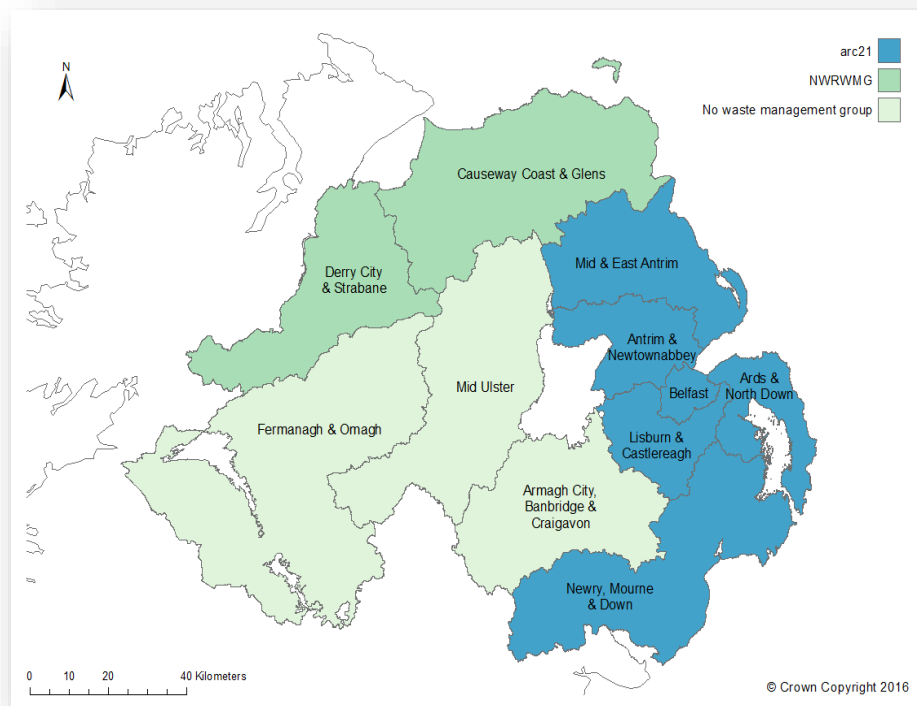 arc21
NWRWMG
No waste management group
N
Causeway Coast & Glens
Mid & East Antrim
Derry City
& Strabane
Antrim &
Newtownabbey
Ards &
North Down
Belfast
Mid Ulster
Fermanagh & Omagh
Lisburn &
Castlereagh
Armagh City,
Banbridge &
Craigavon
Newry, Mourne
& Down
0 10 20 40 Kilometers
© Crown Copyright 2016